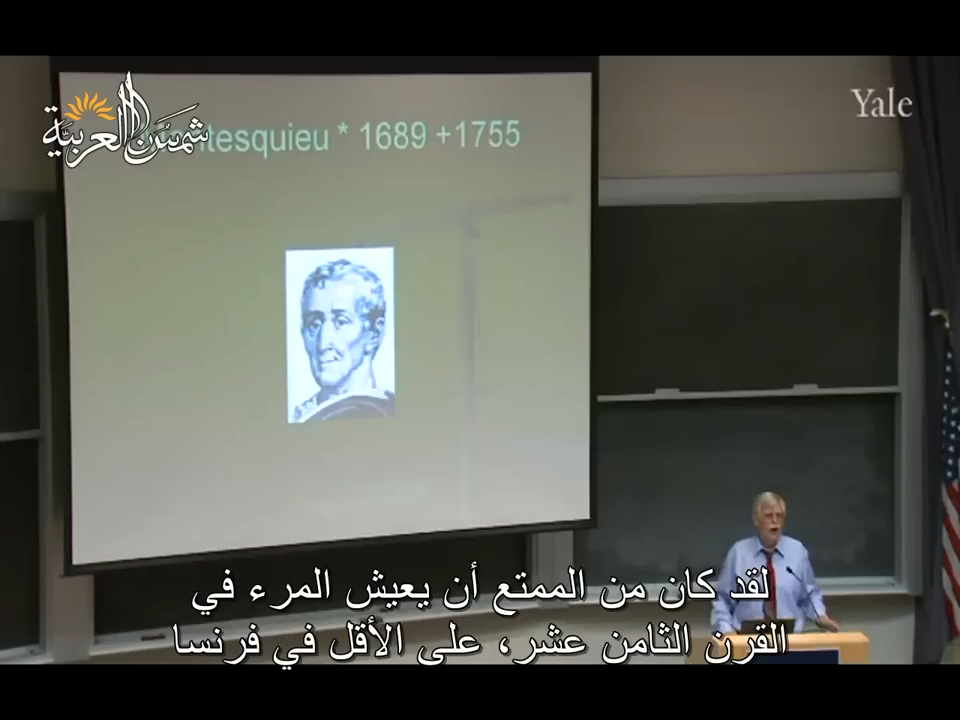 شمس العربية
Yale
tesquieu * 1689 +1755
لقد كان من الممتع أن يعيش المرء في
القرن الثامن عشر، على الأقل في فرنسا